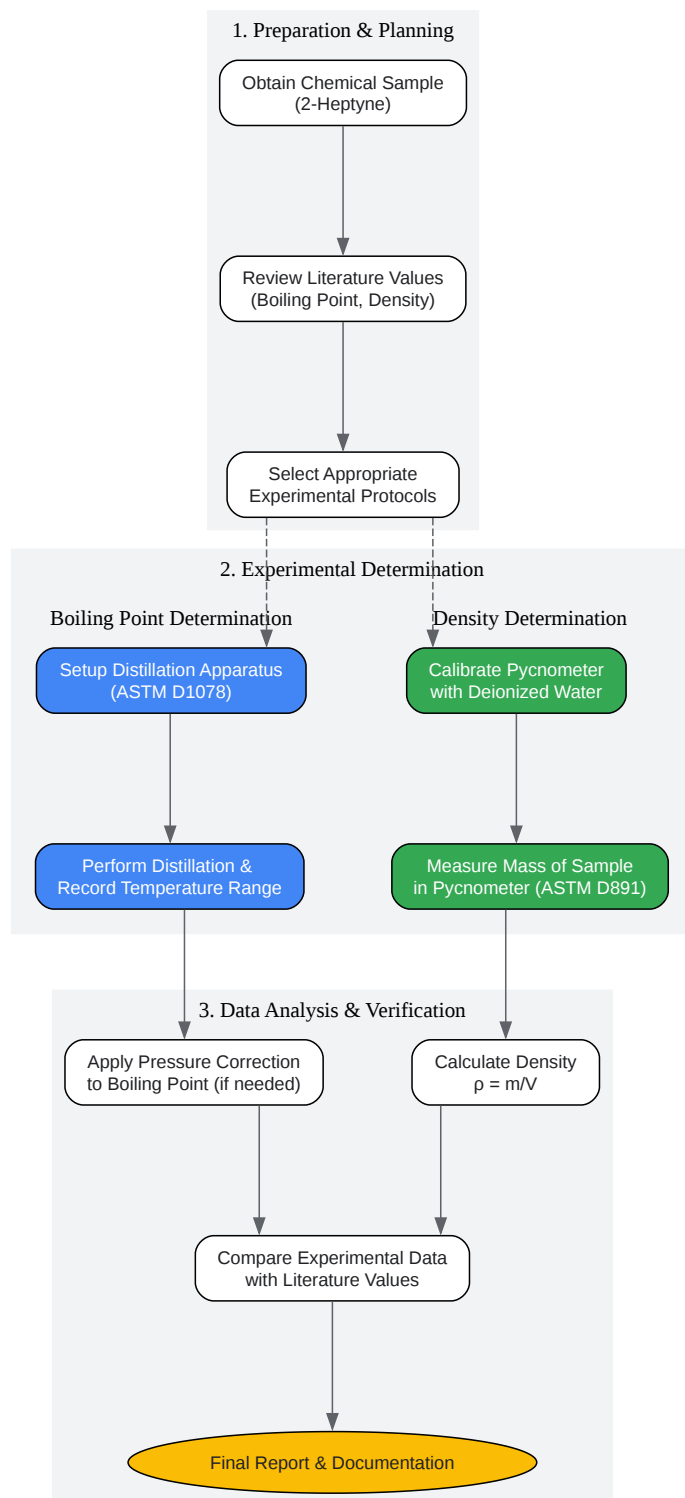 1. Preparation & Planning
Obtain Chemical Sample
(2-Heptyne)
Review Literature Values
(Boiling Point, Density)
Select Appropriate
Experimental Protocols
2. Experimental Determination
Boiling Point Determination
Density Determination
Setup Distillation Apparatus
(ASTM D1078)
Calibrate Pycnometer
with Deionized Water
Perform Distillation &
Record Temperature Range
Measure Mass of Sample
in Pycnometer (ASTM D891)
3. Data Analysis & Verification
Apply Pressure Correction
to Boiling Point (if needed)
Calculate Density
ρ = m/V
Compare Experimental Data
with Literature Values
Final Report & Documentation